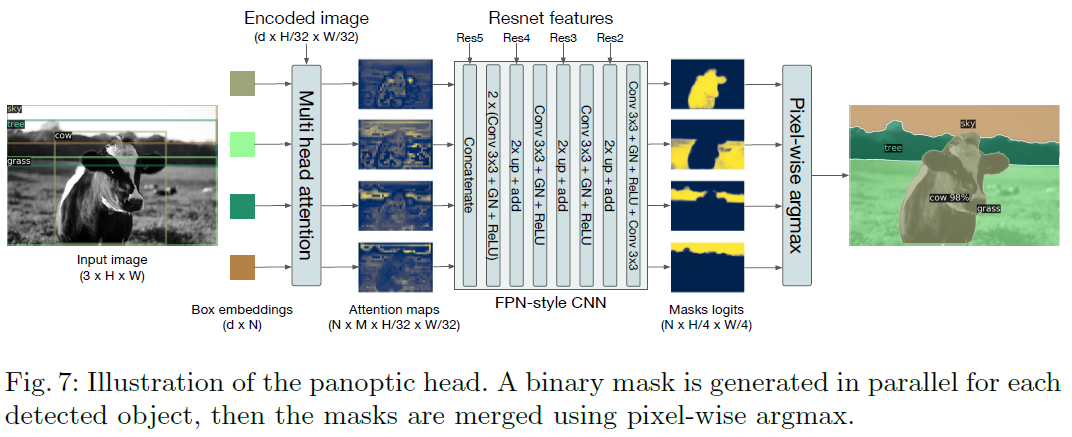 Encoded image
(d x H/32 x W/32)
Resnet features
Res5
Res4
Res3
Res2
sky
tree
cow
grass
Input image
(3 x H x W)
Box embeddings
(d x N)
Multi head attention
Attention maps
(N x M x H/32 x W/32)
Concatenate
2 x (Conv 3x3 + GN + ReLU)
2x up + add
Conv 3x3 + GN + ReLU
2x up + add
Conv 3x3 + GN + ReLU
2x up + add
Conv 3x3 + GN + ReLU + Conv 3x3
FPN-style CNN
Masks logits
(N x H/4 x W/4)
Pixel-wise argmax
sky
tree
cow 98%
grass
Fig. 7: Illustration of the panoptic head. A binary mask is generated in parallel for each
detected object, then the masks are merged using pixel-wise argmax.